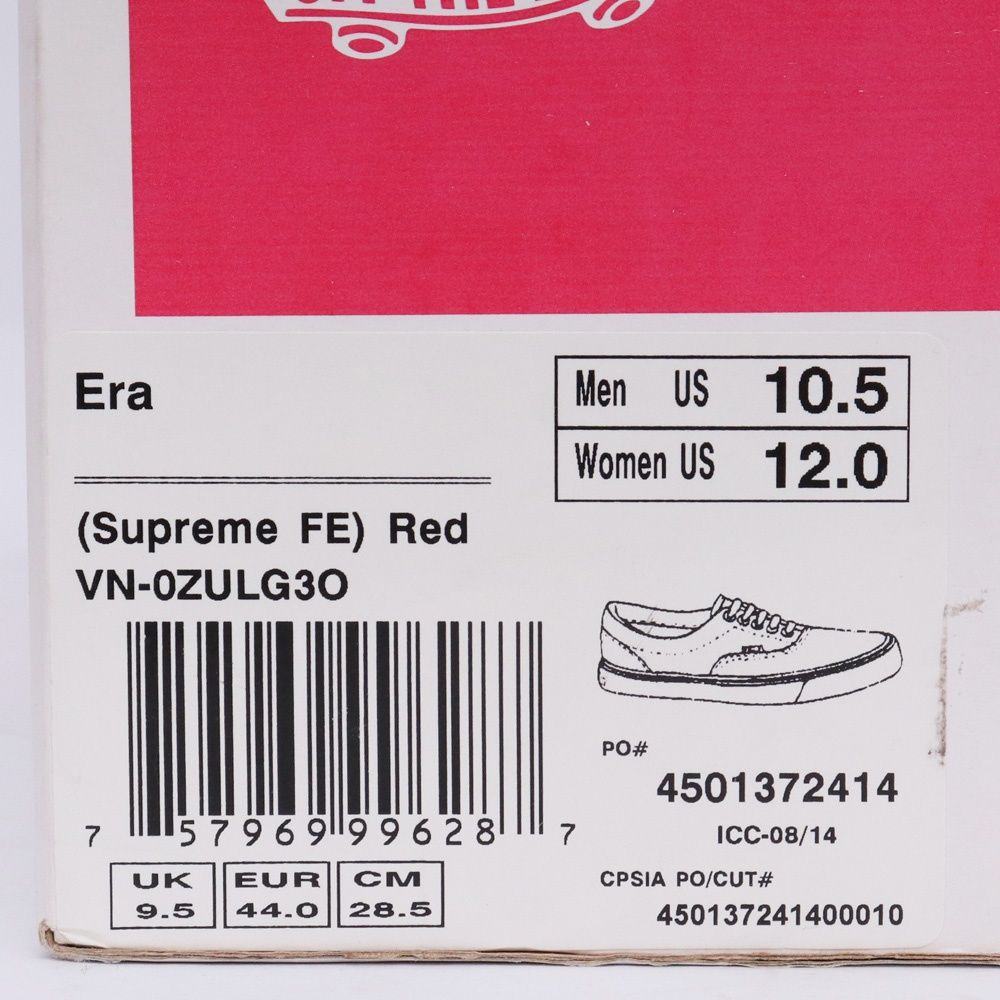 Era
Men US 10.5
Women US 12.0
(Supreme FE) Red
VN-0ZULG3O
7 57969 99628 7
PO#
4501372414
ICC-08/14
CPSIA PO/CUT#
450137241400010
UK EUR CM
9.5 44.0 28.5